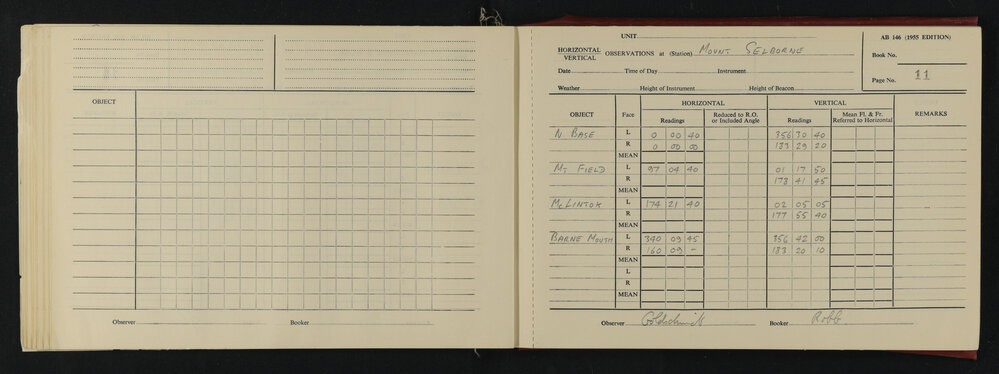 OBJECT
Observer Booker
UNIT
AB 146 (1955 EDITION)
HORIZONTAL
VERTICAL OBSERVATIONS at (Station) MOUNT SELBORNE
Book No.
Date Time of Day Instrument
Page No. 11
Weather Height of Instrument Height of Beacon
OBJECT Face HORIZONTAL VERTICAL REMARKS
Readings Reduced to R.O. or Included Angle Readings Mean Fl. & Fr. Referred to Horizontal
N BASE L 0 00 40 356 30 40
R 0 00 00 183 29 20
MEAN
MT FIELD L 97 04 40 01 17 50
R 178 41 45
MEAN
McLINTOK L 174 21 40 02 05 05
R 177 55 40
MEAN
BARNE MOUTH L 340 09 45 356 42 00
R 160 09 - 183 20 10
MEAN
L
R
MEAN
Observer Goldschmidt Booker Robb